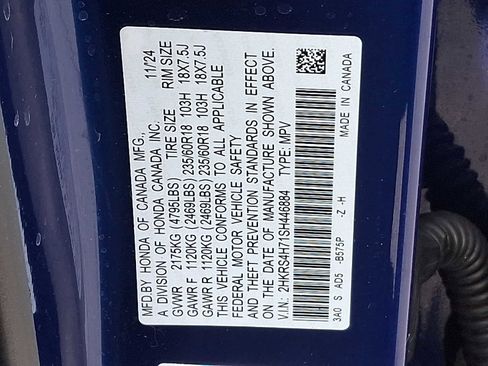 MFD.BY HONDA OF CANADA MFG., 11/24
A DIVISION OF HONDA CANADA INC.
TIRE SIZE RIM SIZE
GVWR 2175KG (4795LBS)
GAWR F 1120KG (2469LBS) 235/60R18 103H 18X7.5J
GAWR R 1120KG (2469LBS) 235/60R18 103H 18X7.5J
THIS VEHICLE CONFORMS TO ALL APPLICABLE
FEDERAL MOTOR VEHICLE SAFETY
AND THEFT PREVENTION STANDARDS IN EFFECT
ON THE DATE OF MANUFACTURE SHOWN ABOVE.
V.I.N: 2HKRS4H71SH446884 TYPE: MPV
3A0 S AD5 -B575P -Z -H MADE IN CANADA